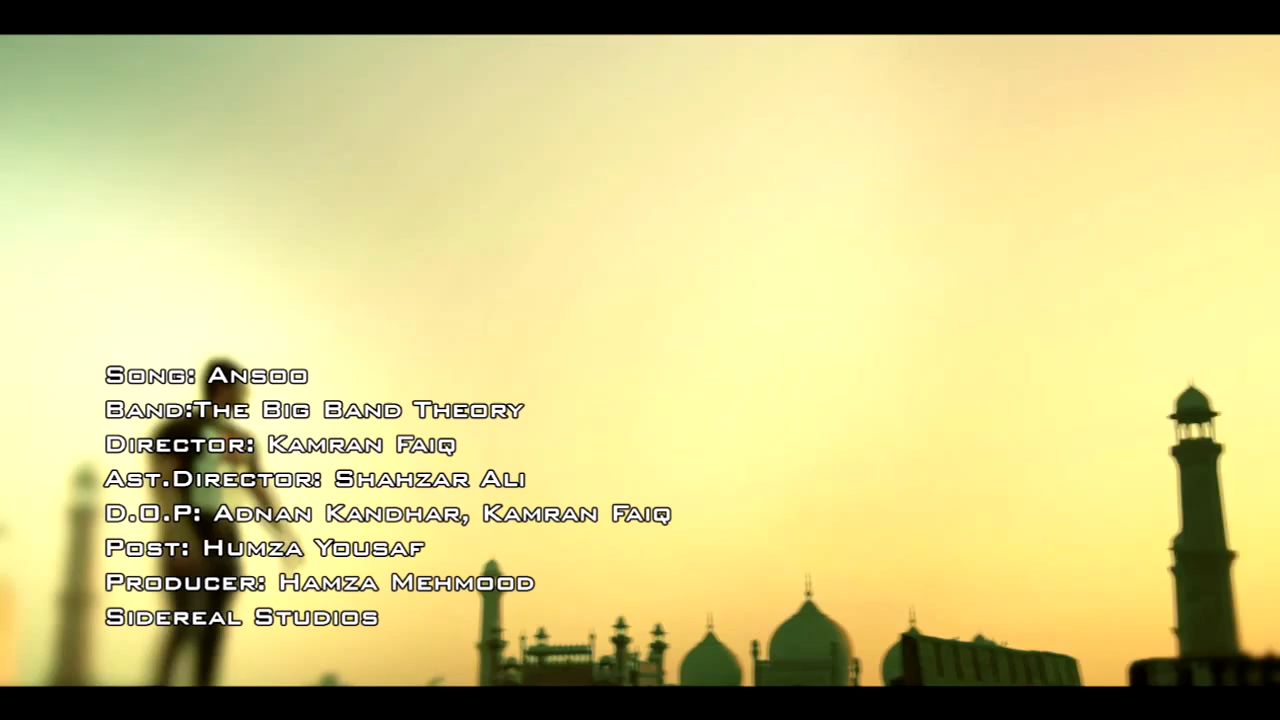 Song: Ansoo
Band:The Big Band Theory
Director: Kamran Faiq
Ast.Director: Shahzar Ali
D.O.P: Adnan Kandhar, Kamran Faiq
Post: Humza Yousaf
Producer: Hamza Mehmood
Sidereal Studios